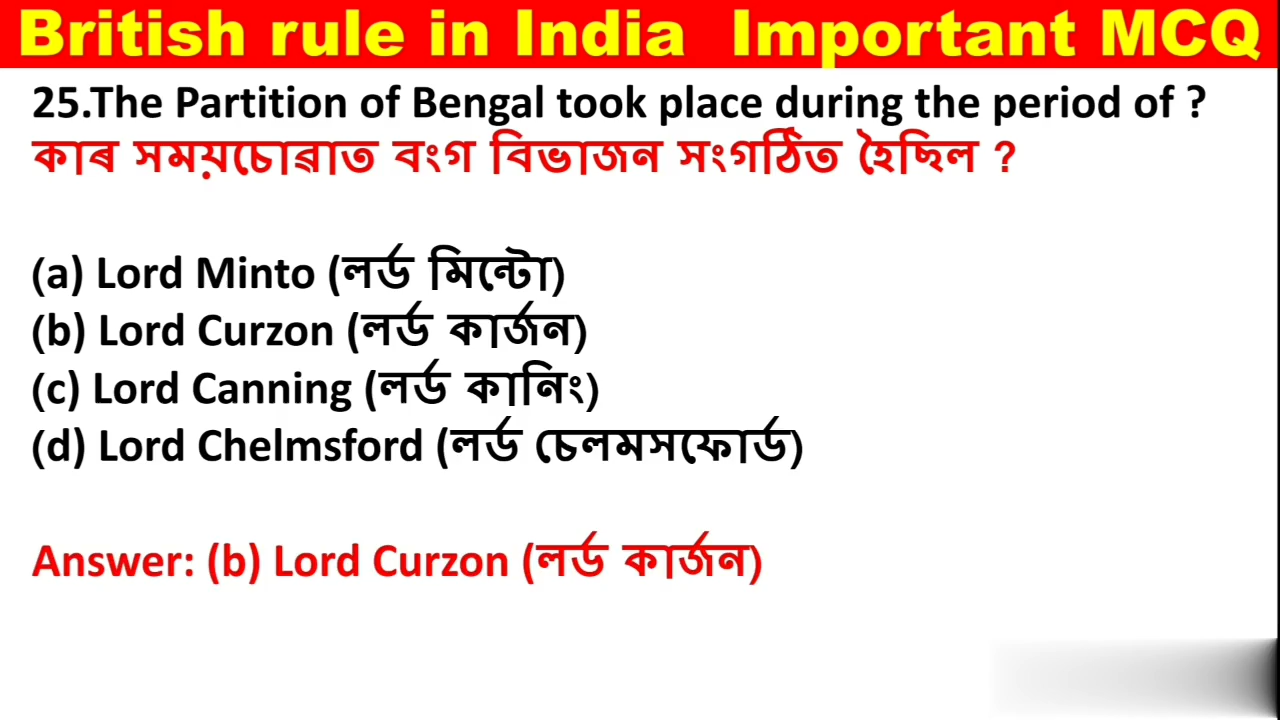 British rule in India Important MCQ
25.The Partition of Bengal took place during the period of ?
কাৰ সময়চোৱাত বংগ বিভাজন সংগঠিত হৈছিল ?
(a) Lord Minto (লৰ্ড মিন্টো)
(b) Lord Curzon (লৰ্ড কাৰ্জন)
(c) Lord Canning (লৰ্ড কানিং)
(d) Lord Chelmsford (লৰ্ড চেলমসফোৰ্ড)
Answer: (b) Lord Curzon (লৰ্ড কাৰ্জন)